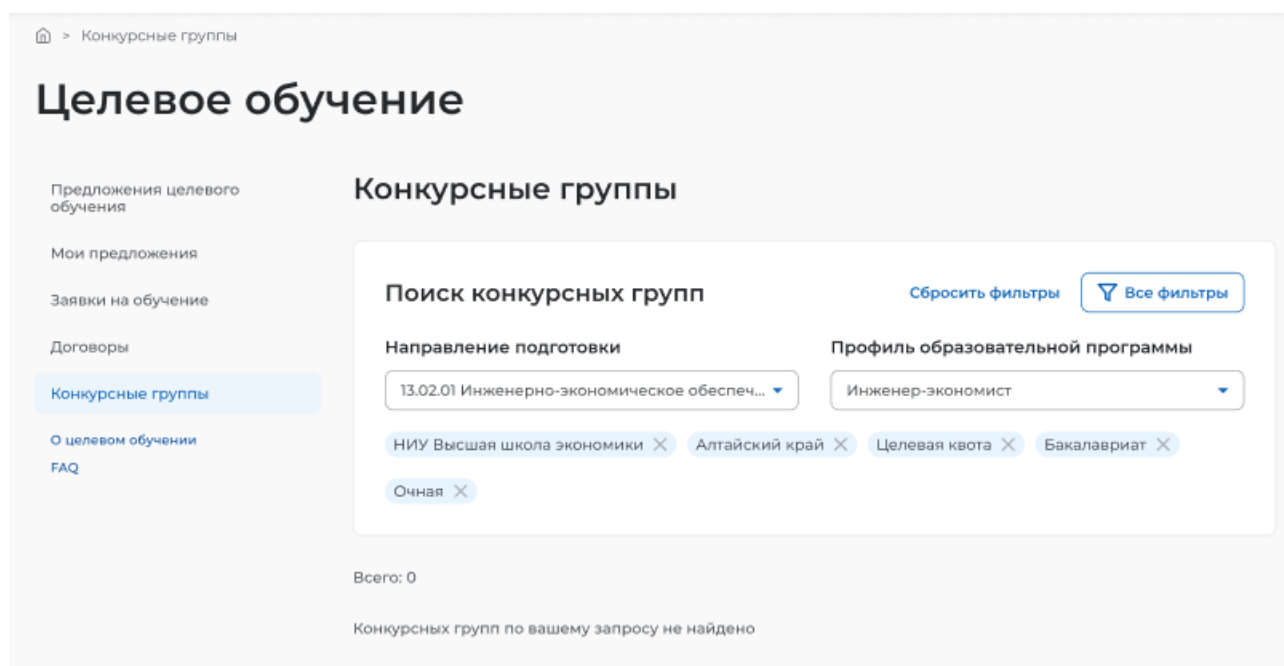 > Конкурсные группы
Целевое обучение
Предложения целевого
обучения
Мои предложения
Заявки на обучение
Договоры
Конкурсные группы
О целевом обучении
FAQ
Конкурсные группы
Поиск конкурсных групп
Сбросить фильтры
Все фильтры
Направление подготовки
Профиль образовательной программы
13.02.01 Инженерно-экономическое обеспеч...
Инженер-экономист
НИУ Высшая школа экономики
Алтайский край
Целевая квота
Бакалавриат
Очная
Всего: 0
Конкурсных групп по вашему запросу не найдено